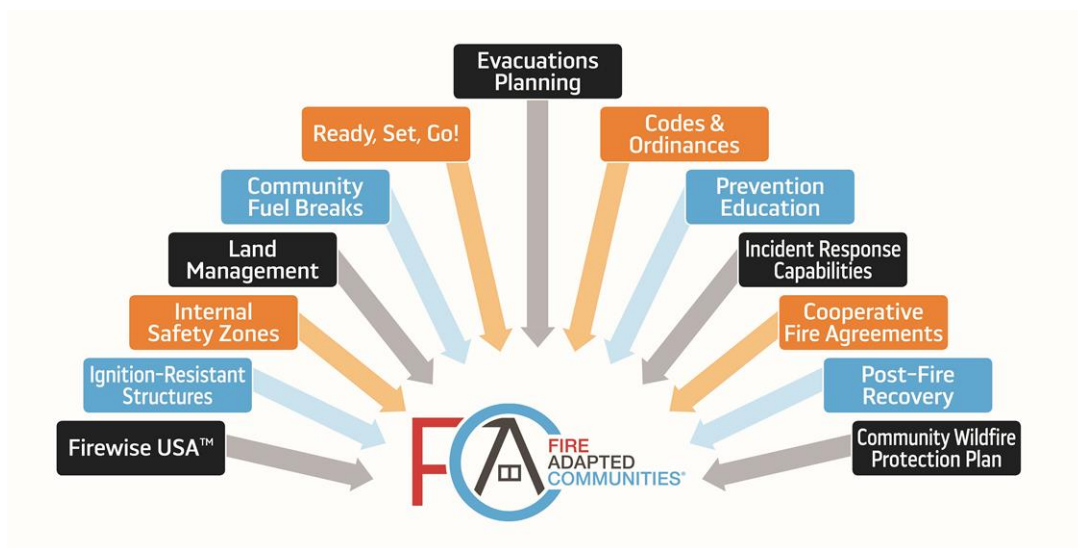 Evacuations
Planning
Ready, Set, Go!
Codes &
Ordinances
Community
Fuel Breaks
Prevention
Education
Land
Management
Incident Response
Capabilities
Internal
Safety Zones
Cooperative
Fire Agreements
Ignition-Resistant
Structures
Post-Fire
Recovery
Firewise USA™
Community Wildfire
Protection Plan
FAC
FIRE
ADAPTED
COMMUNITIES®